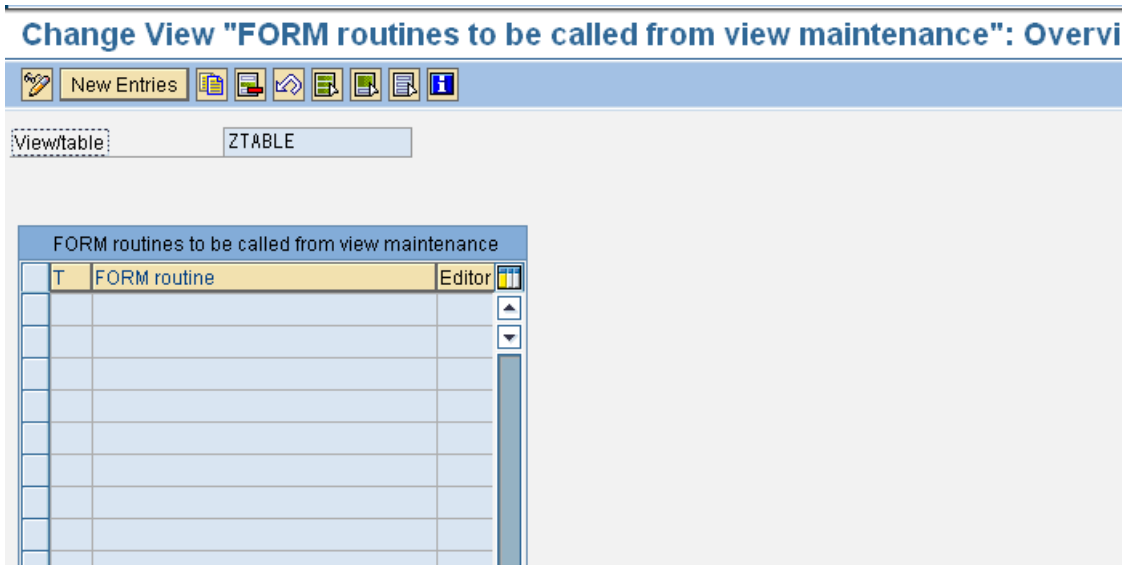 Change View "FORM routines to be called from view maintenance": Overvi
New Entries
View/table ZTABLE
FORM routines to be called from view maintenance
T FORM routine Editor